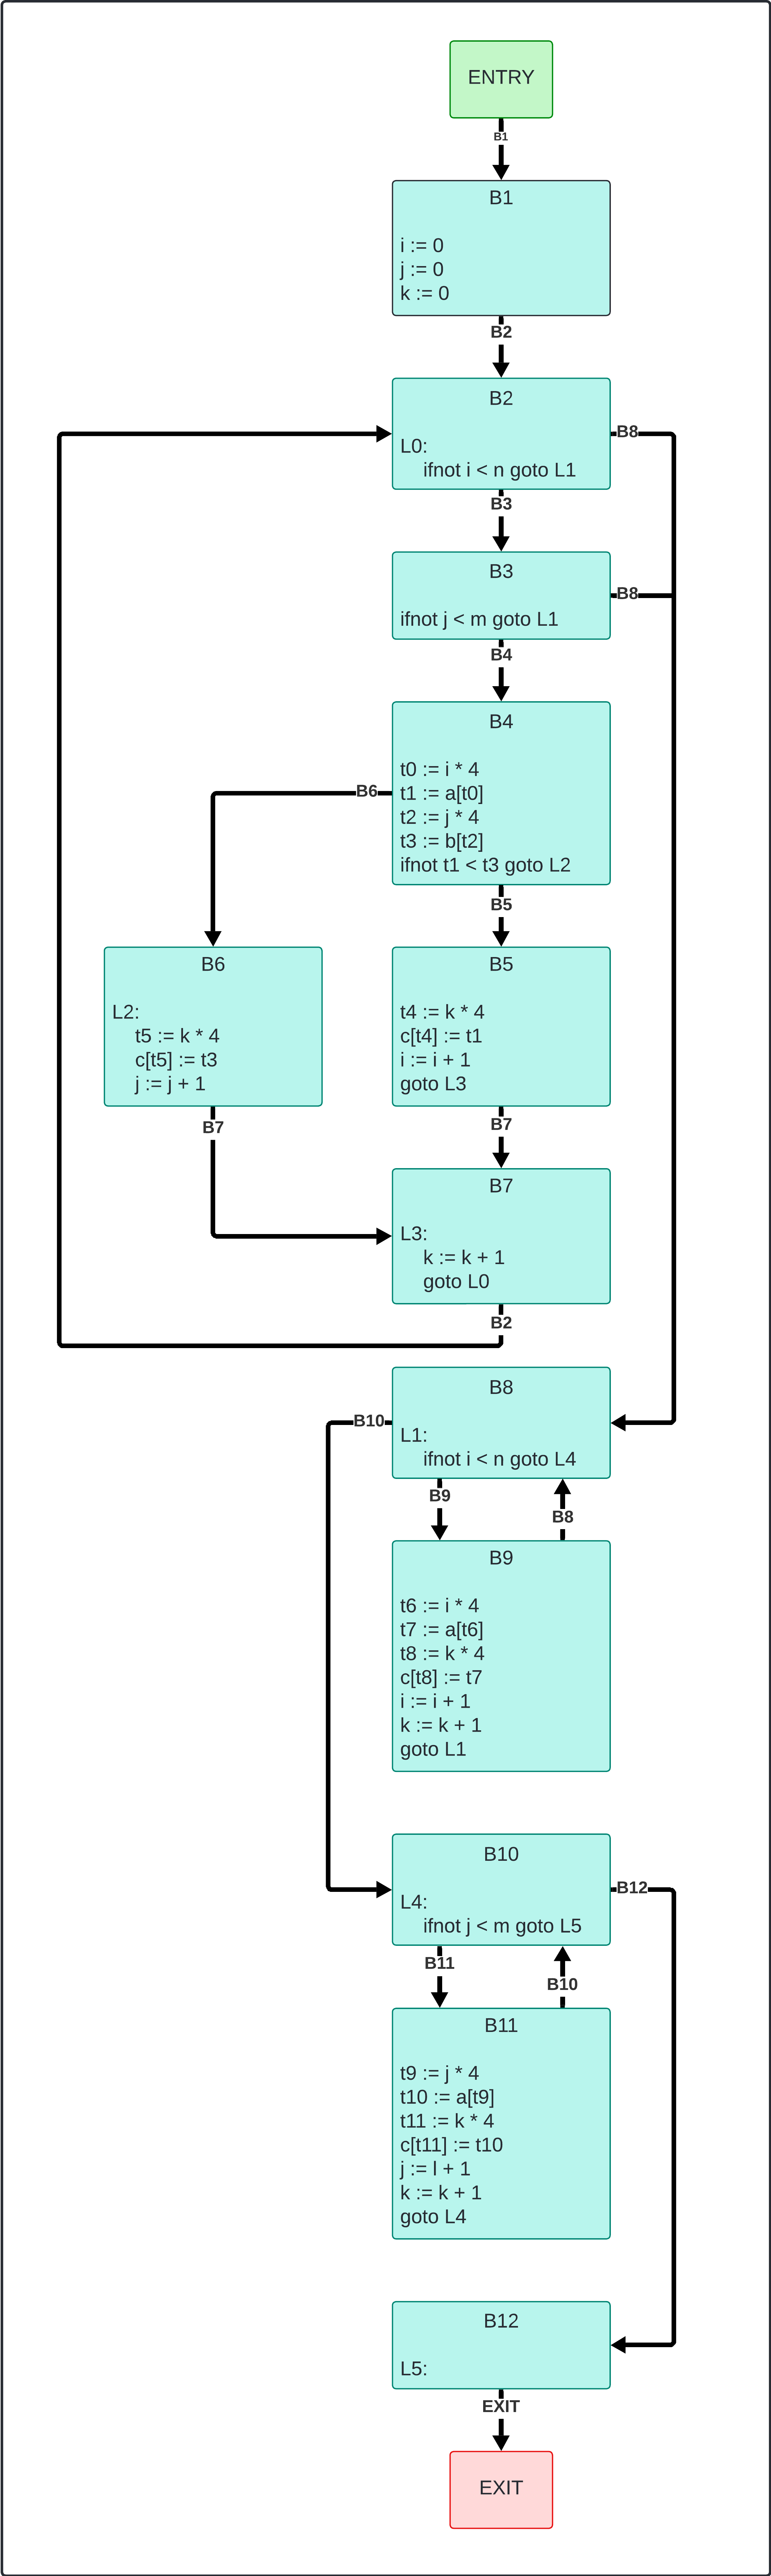 ENTRY
B1
B1
i := 0
j := 0
k := 0
B2
B2
L0:
ifnot i < n goto L1
B8
B3
B3
ifnot j < m goto L1
B8
B4
B4
t0 := i * 4
t1 := a[t0]
t2 := j * 4
t3 := b[t2]
ifnot t1 < t3 goto L2
B6
B5
B6
L2:
t5 := k * 4
c[t5] := t3
j := j + 1
B7
B5
t4 := k * 4
c[t4] := t1
i := i + 1
goto L3
B7
B7
L3:
k := k + 1
goto L0
B2
B8
L1:
ifnot i < n goto L4
B10
B9
B8
B9
t6 := i * 4
t7 := a[t6]
t8 := k * 4
c[t8] := t7
i := i + 1
k := k + 1
goto L1
B10
L4:
ifnot j < m goto L5
B12
B11
B10
B11
t9 := j * 4
t10 := a[t9]
t11 := k * 4
c[t11] := t10
j := l + 1
k := k + 1
goto L4
B12
L5:
EXIT
EXIT